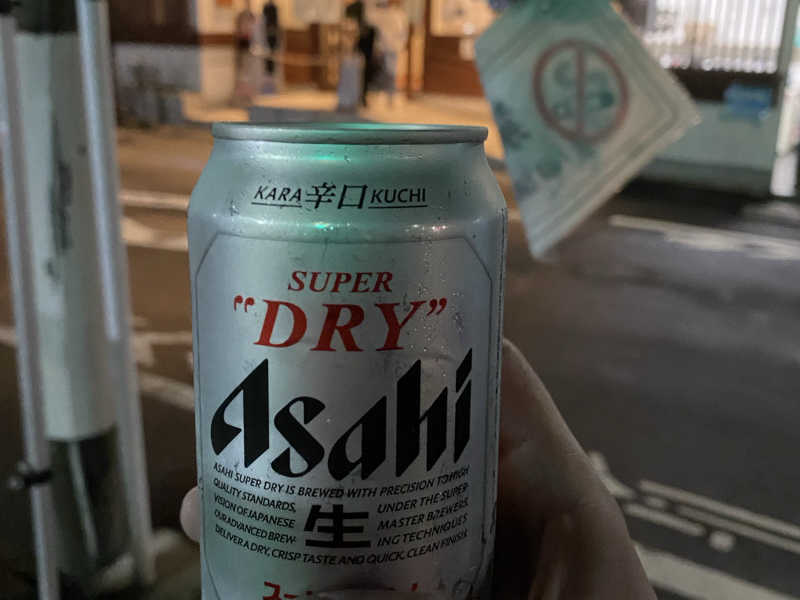 KARA 辛口 KUCHI
SUPER
"DRY"
Asahi
ASAHI SUPER DRY IS BREWED WITH PRECISION TO HIGH
QUALITY STANDARDS, UNDER THE SUPER-
VISION OF JAPANESE MASTER BREWERS.
OUR ADVANCED BREW- ING TECHNIQUES
DELIVER A DRY, CRISP TASTE AND QUICK, CLEAN FINISH.
生